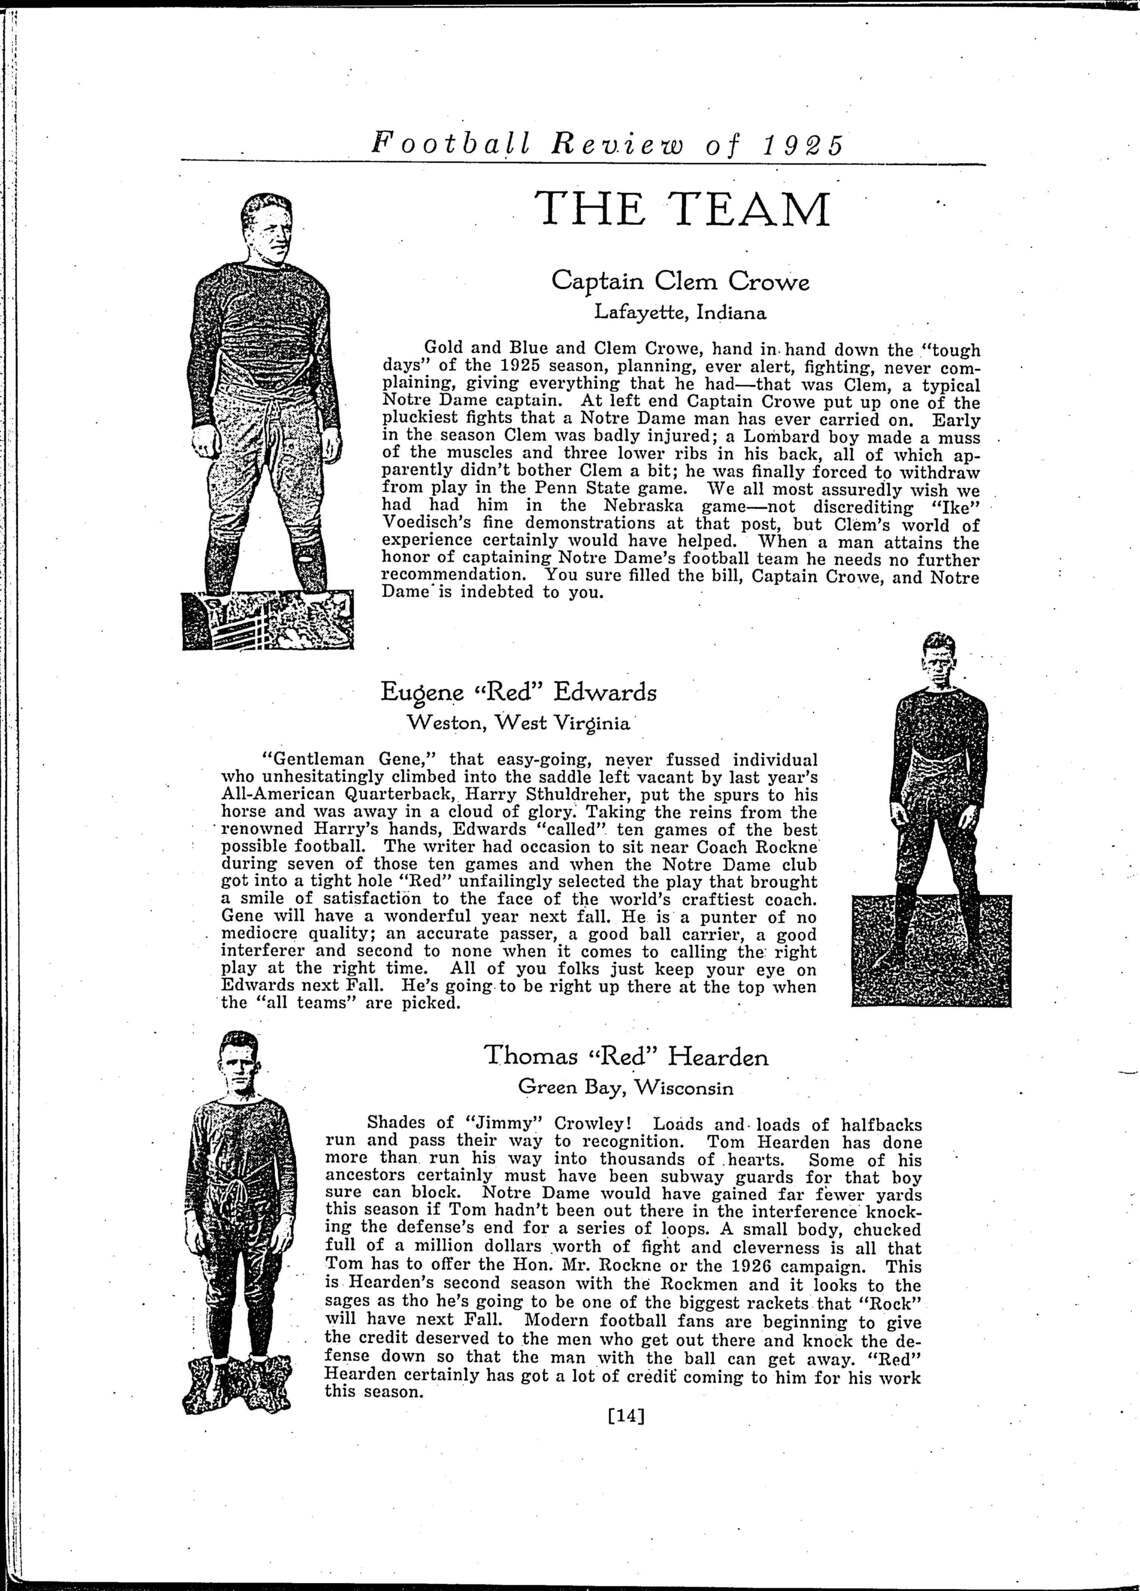 Football Review of 1925
THE TEAM
Captain Clem Crowe
Lafayette, Indiana
Gold and Blue and Clem Crowe, hand in hand down the "tough
days" of the 1925 season, planning, ever alert, fighting, never com-
plaining, giving everything that he had—that was Clem, a typical
Notre Dame captain. At left end Captain Crowe put up one of the
pluckiest fights that a Notre Dame man has ever carried on. Early
in the season Clem was badly injured; a Lombard boy made a muss
of the muscles and three lower ribs in his back, all of which ap-
parently didn't bother Clem a bit; he was finally forced to withdraw
from play in the Penn State game. We all most assuredly wish we
had had him in the Nebraska game—not discrediting "Ike"
Voedisch's fine demonstrations at that post, but Clem's world of
experience certainly would have helped. When a man attains the
honor of captaining Notre Dame's football team he needs no further
recommendation. You sure filled the bill, Captain Crowe, and Notre
Dame is indebted to you.
Eugene "Red" Edwards
Weston, West Virginia
"Gentleman Gene," that easy-going, never fussed individual
who unhesitatingly climbed into the saddle left vacant by last year's
All-American Quarterback, Harry Sthuldreher, put the spurs to his
horse and was away in a cloud of glory. Taking the reins from the
renowned Harry's hands, Edwards "called" ten games of the best
possible football. The writer had occasion to sit near Coach Rockne
during seven of those ten games and when the Notre Dame club
got into a tight hole "Red" unfailingly selected the play that brought
a smile of satisfaction to the face of the world's craftiest coach.
Gene will have a wonderful year next fall. He is a punter of no
mediocre quality; an accurate passer, a good ball carrier, a good
interferer and second to none when it comes to calling the right
play at the right time. All of you folks just keep your eye on
Edwards next Fall. He's going to be right up there at the top when
the "all teams" are picked.
Thomas "Red" Hearden
Green Bay, Wisconsin
Shades of "Jimmy" Crowley! Loads and loads of halfbacks
run and pass their way to recognition. Tom Hearden has done
more than run his way into thousands of hearts. Some of his
ancestors certainly must have been subway guards for that boy
sure can block. Notre Dame would have gained far fewer yards
this season if Tom hadn't been out there in the interference knock-
ing the defense's end for a series of loops. A small body, chucked
full of a million dollars worth of fight and cleverness is all that
Tom has to offer the Hon. Mr. Rockne or the 1926 campaign. This
is Hearden's second season with the Rockmen and it looks to the
sages as tho he's going to be one of the biggest rackets that "Rock"
will have next Fall. Modern football fans are beginning to give
the credit deserved to the men who get out there and knock the de-
fense down so that the man with the ball can get away. "Red"
Hearden certainly has got a lot of credit coming to him for his work
this season.
[14]